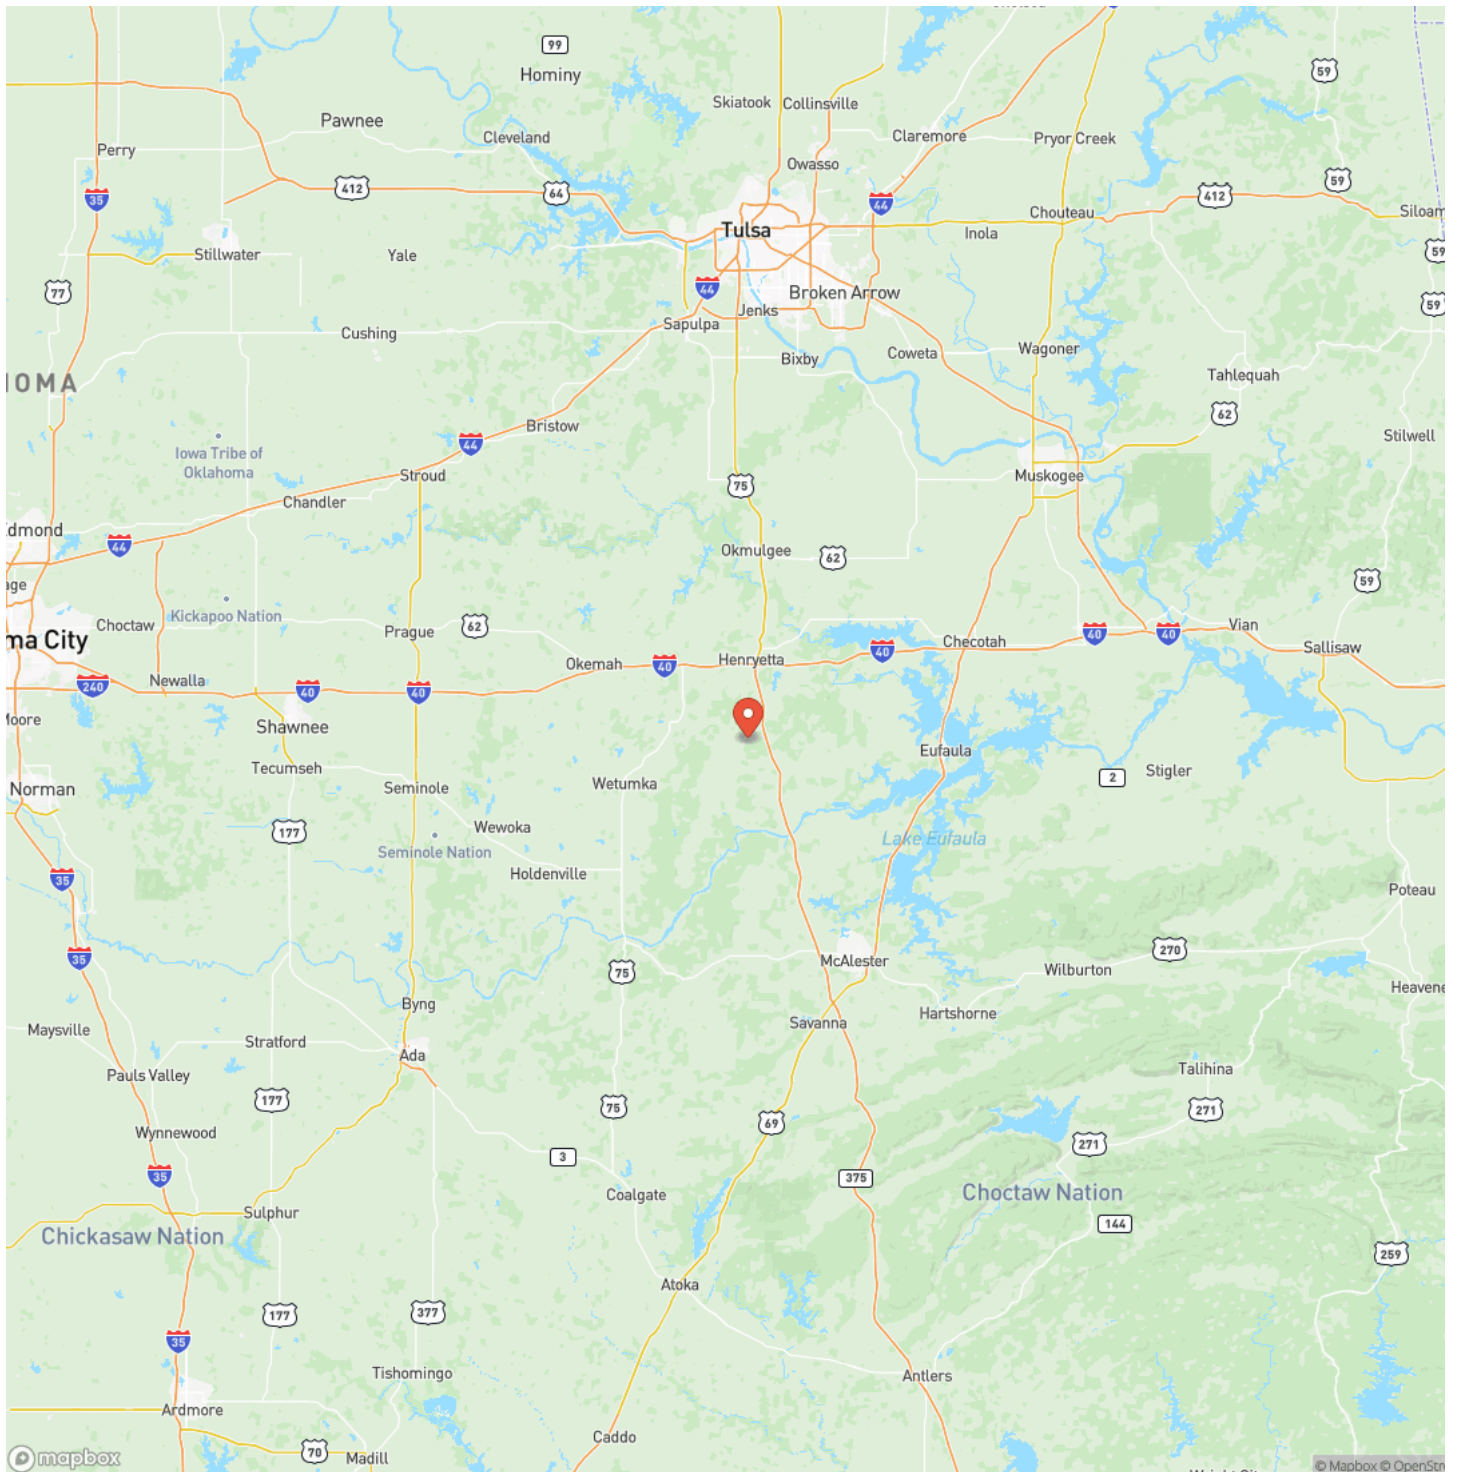 99
Hominy
59
Skiatook
Collinsville
Pawnee
Cleveland
Claremore
Pryor Creek
Perry
Owasso
35
412
64
44
412
59
Chouteau
Siloam
Tulsa
Inola
Stillwater
Yale
59
77
44
Broken Arrow
59
Jenks
Sapulpa
Cushing
Bixby
Coweta
Wagoner
Tahlequah
IOMA
62
Bristow
Stilwell
44
Iowa Tribe of
Oklahoma
Stroud
Muskogee
75
Chandler
dmond
44
Okmulgee
62
59
age
Kickapoo Nation
Choctaw
Prague
62
ma City
40
40
Vian
Checotah
Sallisaw
40
Henryetta
Okemah
40
Newalla
240
40
40
Moore
Shawnee
Eufaula
Tecumseh
Stigler
2
Norman
Seminole
Wetumka
177
Wewoka
Lake Eufaula
Seminole Nation
Holdenville
35
Poteau
35
McAlester
270
75
Wilburton
Heavene
Byng
Hartshorne
Maysville
Savanna
Stratford
Ada
Pauls Valley
Talihina
177
75
271
69
Wynnewood
271
3
35
375
Coalgate
Choctaw Nation
Sulphur
144
Chickasaw Nation
259
Atoka
177
377
35
Tishomingo
Antlers
Ardmore
Caddo
70
Madill
mapbox
© Mapbox © OpenStre